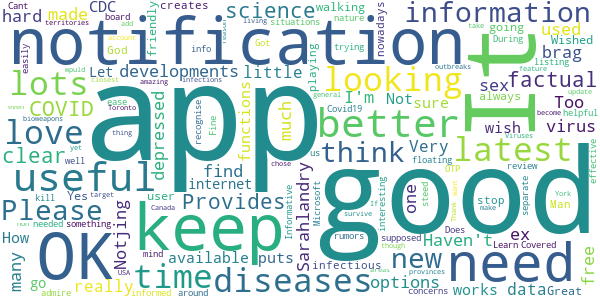 notification
information
science
CDC
hard
made
creates
Cant
board
add
easily
territories
info
God
friendly
walking
situations
living
nature
During
used
Wished
brag
listing
feature
update
lots
Let
developments
trying
nowadays
going
looking
factual
COVID
little
playing
Got
I'm
Not
sure
sex
Too
always
app
good
It
love
ease
Toronto
amazing
infections
account
outbreaks
become
helpful
Viruses
depressed
functions
much
better
closest
general
Covid19
wish
virus
clear
bioweapons
thing
recognise
Fine
us
think
Very
floating
OTP
latest
useful
find
internet
Sarahlandry
one
rumors
interesting
steed
stop
make
review
separate
York
Man
effective
Please
keep
Provides
kill
well
yet
target
Yes
user
something
Notjing
Canada
chose
Informative
Microsoft
survive
If
though
supposed
Haven't
ex
Does
Learn
Covered
Thank
need
How
many
OK
time
available
puts
mind
infectious
diseases
new
options
concerns
provinces
works
data
Great
free
go
really
admire
informed
around
needed
USA